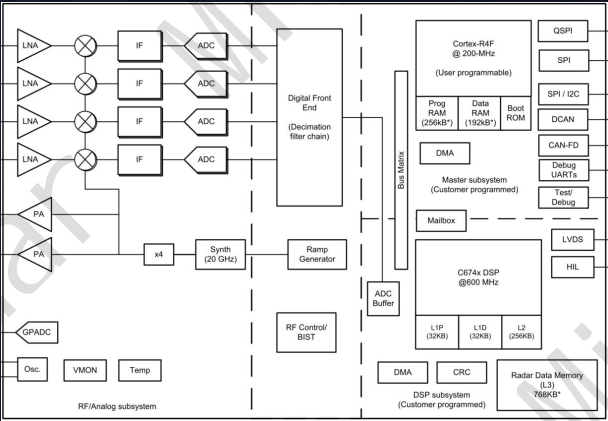 LNA
IF
ADC
LNA
IF
ADC
LNA
IF
ADC
LNA
IF
ADC
PA
PA
x4
Synth
(20 GHz)
Ramp
Generator
Digital Front
End
(Decimation
filter chain)
GPADC
Osc.
VMON
Temp
RF/Analog subsystem
RF Control/
BIST
ADC
Buffer
Bus Matrix
Cortex-R4F
@ 200-MHz
(User programmable)
Prog
RAM
(256kB*)
Data
RAM
(192kB*)
Boot
ROM
DMA
Master subsystem
(Customer programmed)
Mailbox
QSPI
SPI
SPI / I2C
DCAN
CAN-FD
Debug
UARTs
Test/
Debug
LVDS
HIL
C674x DSP
@600 MHz
L1P
(32KB)
L1D
(32KB)
L2
(256KB)
DMA
CRC
DSP subsystem
(Customer programmed)
Radar Data Memory
(L3)
768KB*